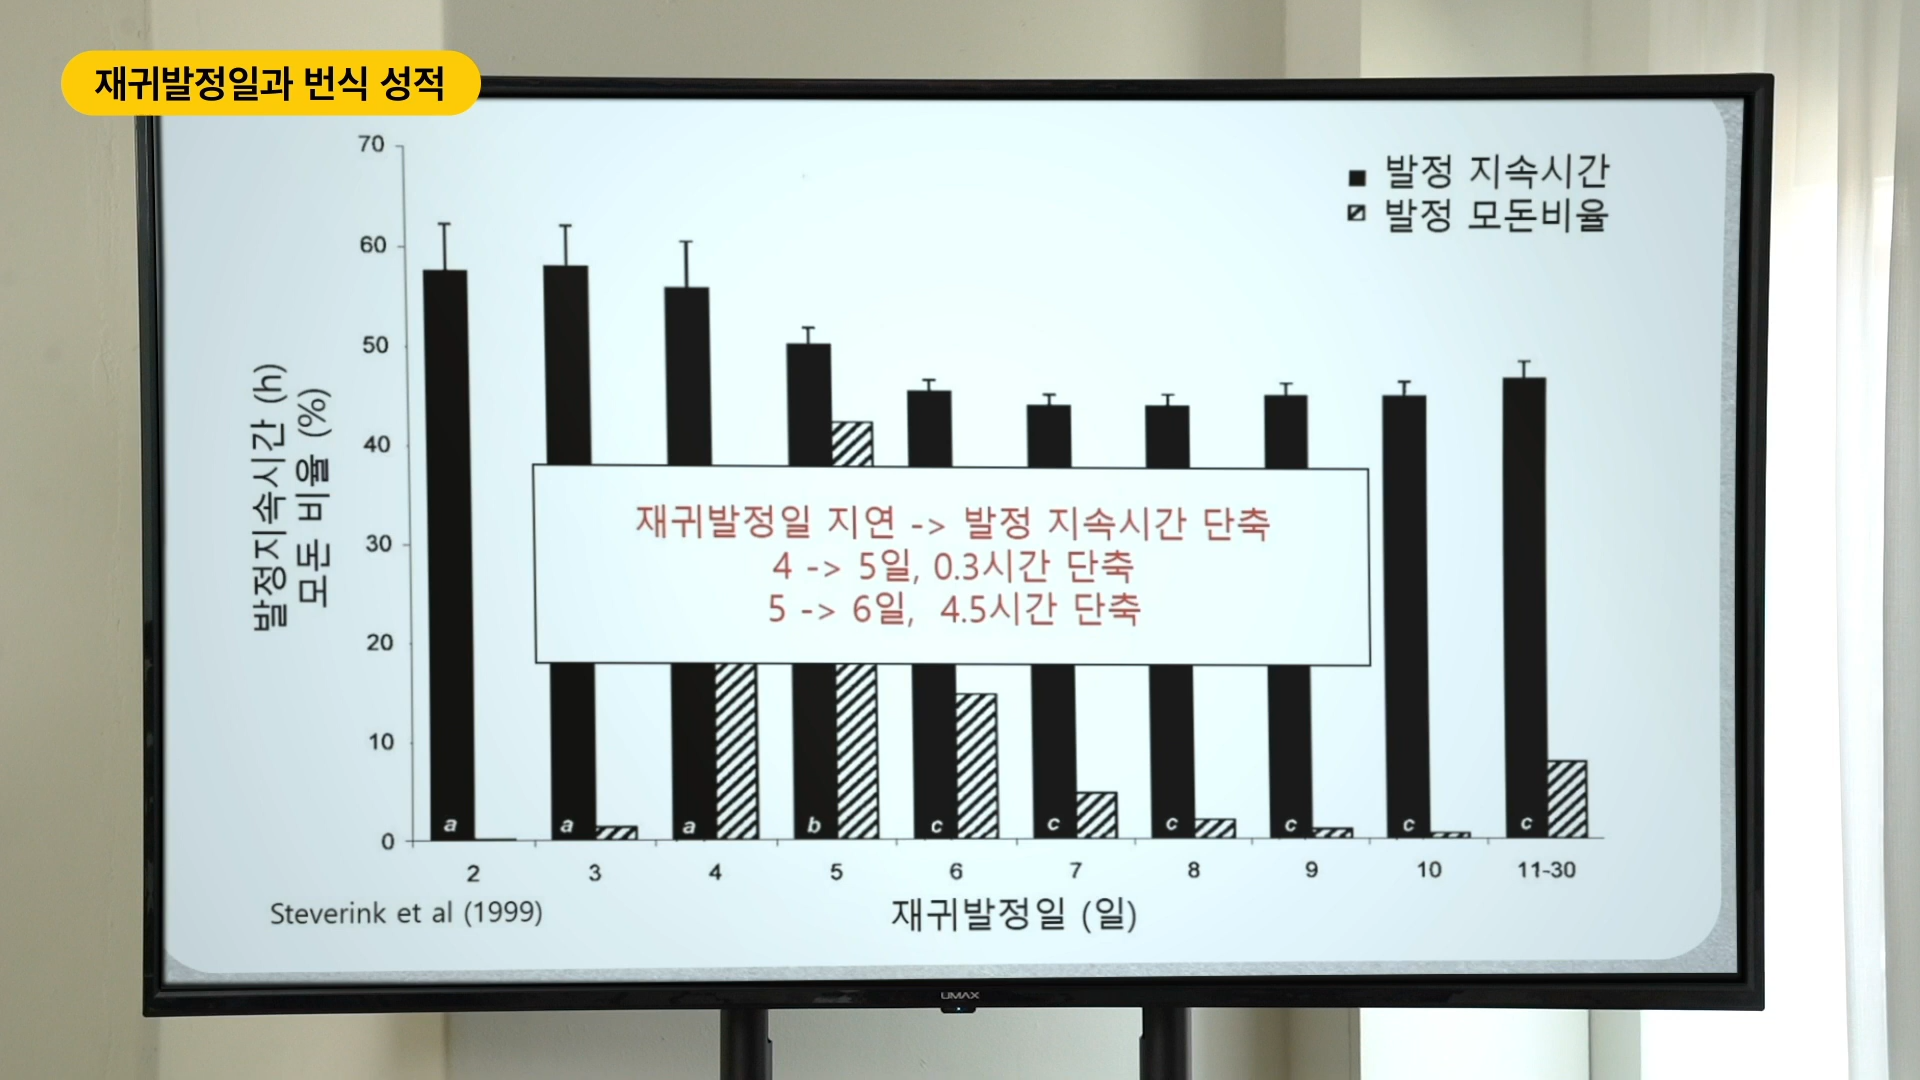 재귀발정일과 번식 성적
70
60
50
40
30
20
10
0
발정지속시간 (h)
모돈 비율 (%)
발정 지속시간
발정 모돈비율
재귀발정일 지연 -> 발정 지속시간 단축
4 -> 5일, 0.3시간 단축
5 -> 6일, 4.5시간 단축
a a a b c c c c c c
2 3 4 5 6 7 8 9 10 11-30
Steverink et al (1999)
재귀발정일 (일)
UMAX